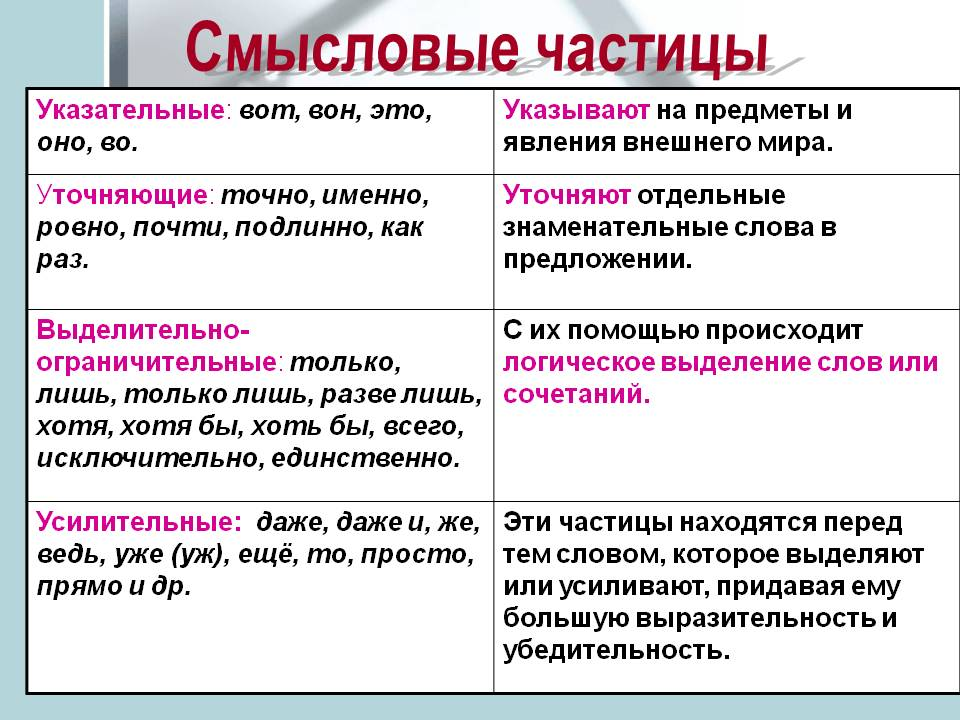 Смысловые частицы
Указательные: вот, вон, это,
оно, во.
Указывают на предметы и
явления внешнего мира.
Уточняющие: точно, именно,
ровно, почти, подлинно, как
раз.
Уточняют отдельные
знаменательные слова в
предложении.
Выделительно-
ограничительные: только,
лишь, только лишь, разве лишь,
хотя, хотя бы, хоть бы, всего,
исключительно, единственно.
С их помощью происходит
логическое выделение слов или
сочетаний.
Усилительные: даже, даже и, же,
ведь, уже (уж), ещё, то, просто,
прямо и др.
Эти частицы находятся перед
тем словом, которое выделяют
или усиливают, придавая ему
большую выразительность и
убедительность.